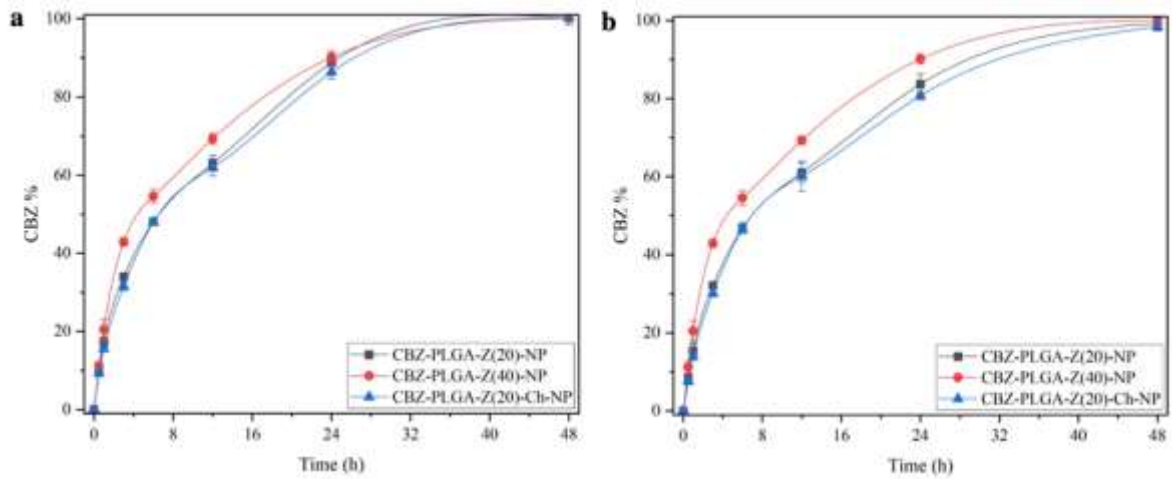 a
100
80
60
40
20
0
CBZ %
CBZ-PLGA-Z(20)-NP
CBZ-PLGA-Z(40)-NP
CBZ-PLGA-Z(20)-Ch-NP
0 8 16 24 32 40 48
Time (h)
b
100
80
60
40
20
0
CBZ %
CBZ-PLGA-Z(20)-NP
CBZ-PLGA-Z(40)-NP
CBZ-PLGA-Z(20)-Ch-NP
0 8 16 24 32 40 48
Time (h)